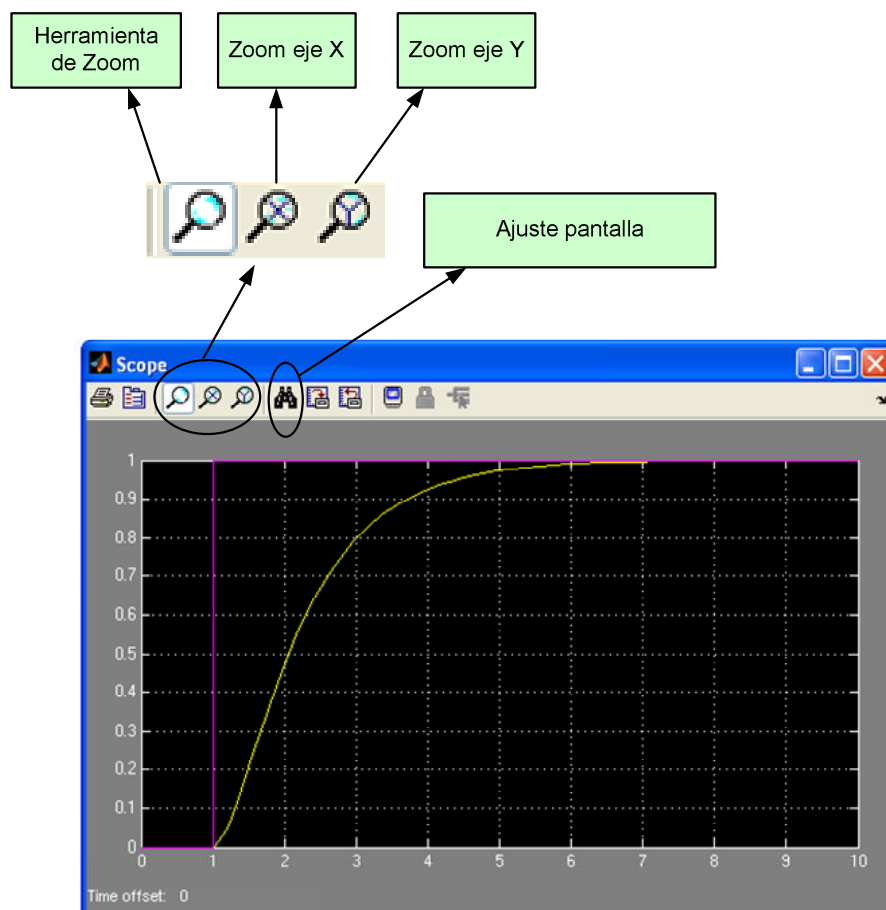 Herramienta
de Zoom
Zoom eje X
Zoom eje Y
Ajuste pantalla
Scope
1
0.9
0.8
0.7
0.6
0.5
0.4
0.3
0.2
0.1
0
0 1 2 3 4 5 6 7 8 9 10
Time offset: 0